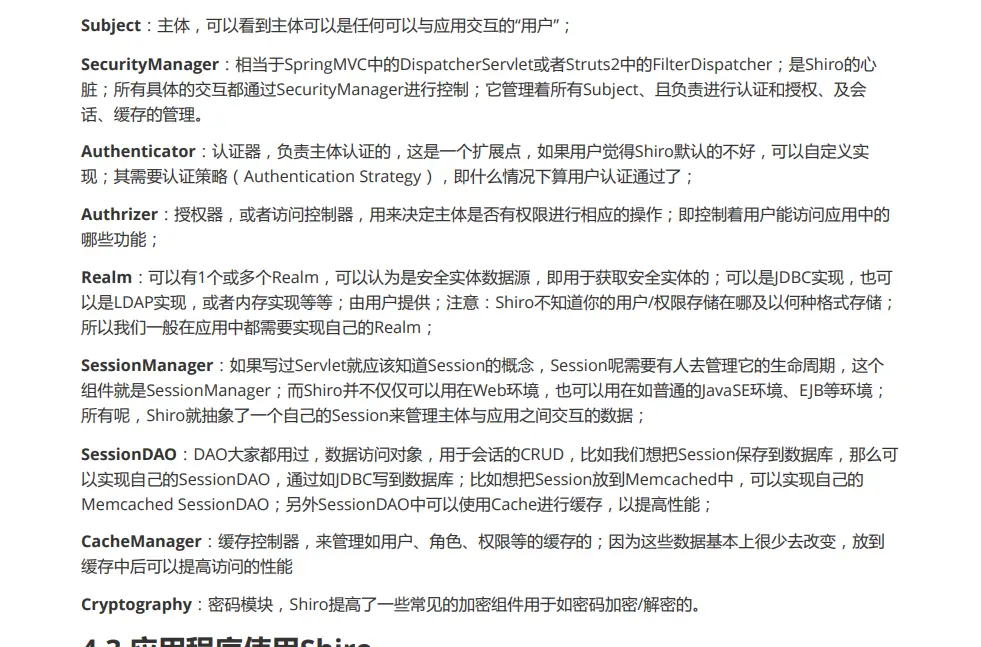 Subject：主体，可以看到主体可以是任何可以与应用交互的“用户”；
SecurityManager：相当于SpringMVC中的DispatcherServlet或者Struts2中的FilterDispatcher；是Shiro的心
脏；所有具体的交互都通过SecurityManager进行控制；它管理着所有Subject、且负责进行认证和授权、及会
话、缓存的管理。
Authenticator：认证器，负责主体认证的，这是一个扩展点，如果用户觉得Shiro默认的不好，可以自定义实
现；其需要认证策略（Authentication Strategy），即什么情况下算用户认证通过了；
Authrizer：授权器，或者访问控制器，用来决定主体是否有权限进行相应的操作；即控制着用户能访问应用中的
哪些功能；
Realm：可以有1个或多个Realm，可以认为是安全实体数据源，即用于获取安全实体的；可以是JDBC实现，也可
以是LDAP实现，或者内存实现等等；由用户提供；注意：Shiro不知道你的用户/权限存储在哪及以何种格式存储；
所以我们一般在应用中都需要实现自己的Realm；
SessionManager：如果写过Servlet就应该知道Session的概念，Session呢需要有人去管理它的生命周期，这个
组件就是SessionManager；而Shiro并不仅仅可以用在Web环境，也可以用在如普通的JavaSE环境、EJB等环境；
所有呢，Shiro就抽象了一个自己的Session来管理主体与应用之间交互的数据；
SessionDAO：DAO大家都用过，数据访问对象，用于会话的CRUD，比如我们想把Session保存到数据库，那么可
以实现自己的SessionDAO，通过如JDBC写到数据库；比如想把Session放到Memcached中，可以实现自己的
Memcached SessionDAO；另外SessionDAO中可以使用Cache进行缓存，以提高性能；
CacheManager：缓存控制器，来管理如用户、角色、权限等的缓存的；因为这些数据基本上很少去改变，放到
缓存中后可以提高访问的性能
Cryptography：密码模块，Shiro提高了一些常见的加密组件用于如密码加密/解密的。
4.3 应用程序使用Shiro